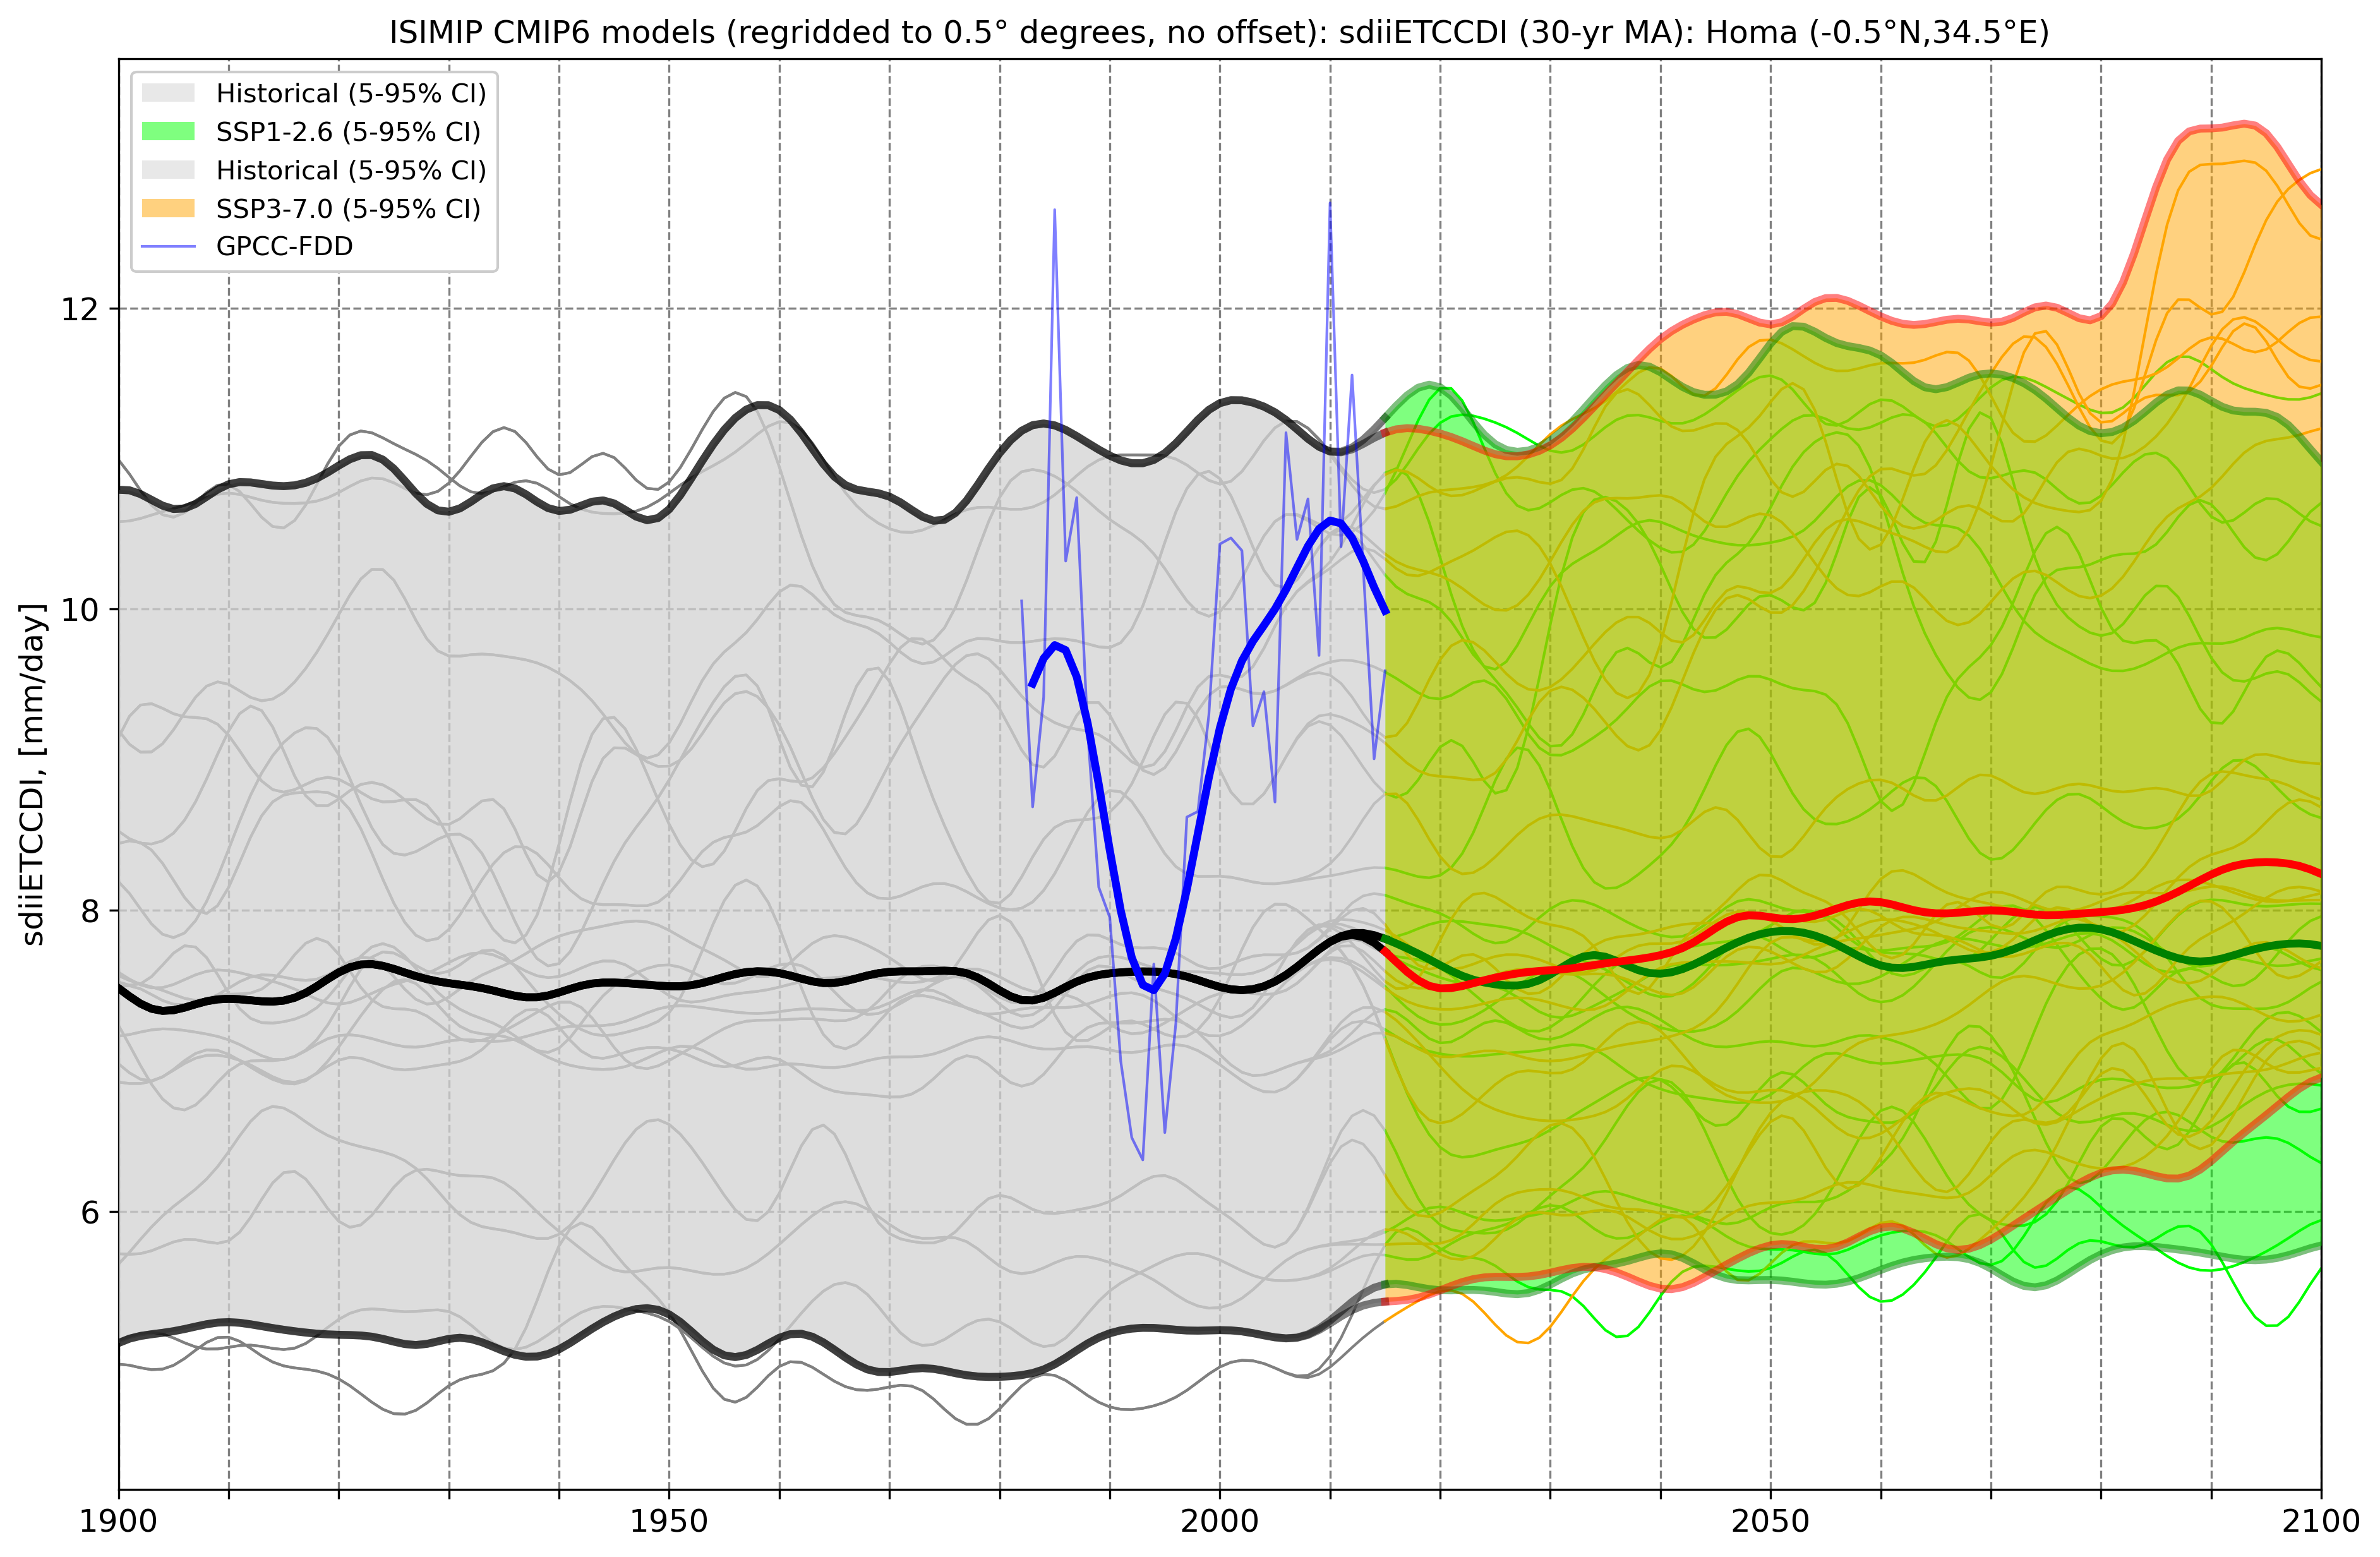 ISIMIP CMIP6 models (regridded to 0.5° degrees, no offset): sdiiETCCDI (30-yr MA): Homa (-0.5°N,34.5°E)
Historical (5-95% CI)
SSP1-2.6 (5-95% CI)
Historical (5-95% CI)
SSP3-7.0 (5-95% CI)
GPCC-FDD
sdiiETCCDI, [mm/day]
12
10
8
6
1900
1950
2000
2050
2100